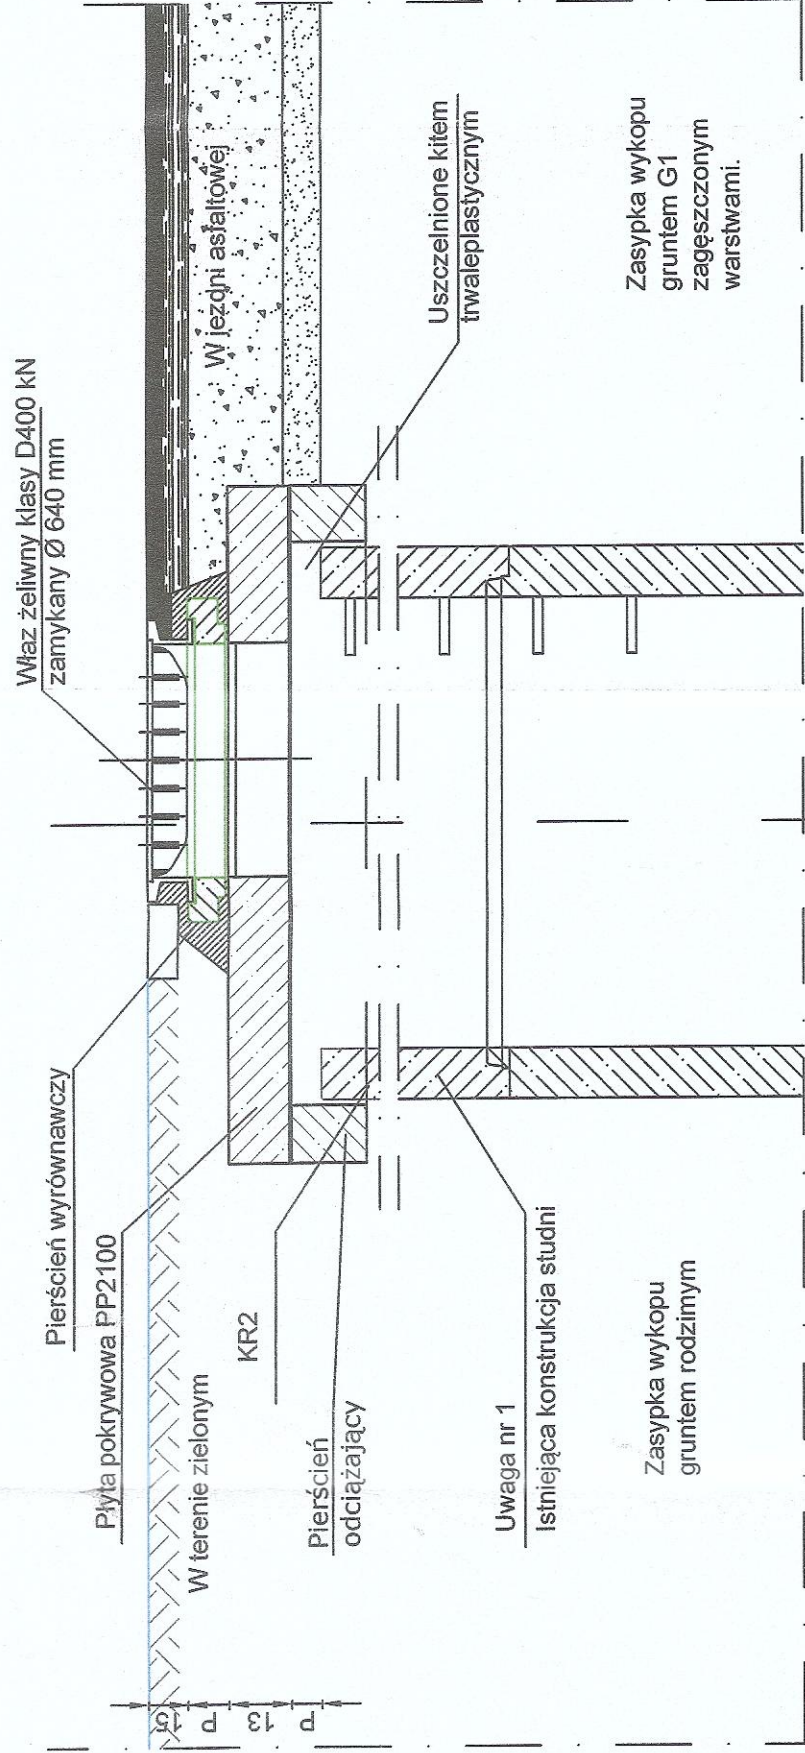 Właz żeliwny klasy D400 kN
zamykany Ø 640 mm
Pierścień wyrównawczy
Płyta pokrywowa PP2100
W terenie zielonym
W jezdni asfaltowej
KR2
Pierścień
odciążający
Uszczelnione kitem
trwaleplastycznym
Uwaga nr 1
Istniejąca konstrukcja studni
Zasypka wykopu
gruntem rodzimym
Zasypka wykopu
gruntem G1
zagęszczonym
warstwami.
15
P
13
P